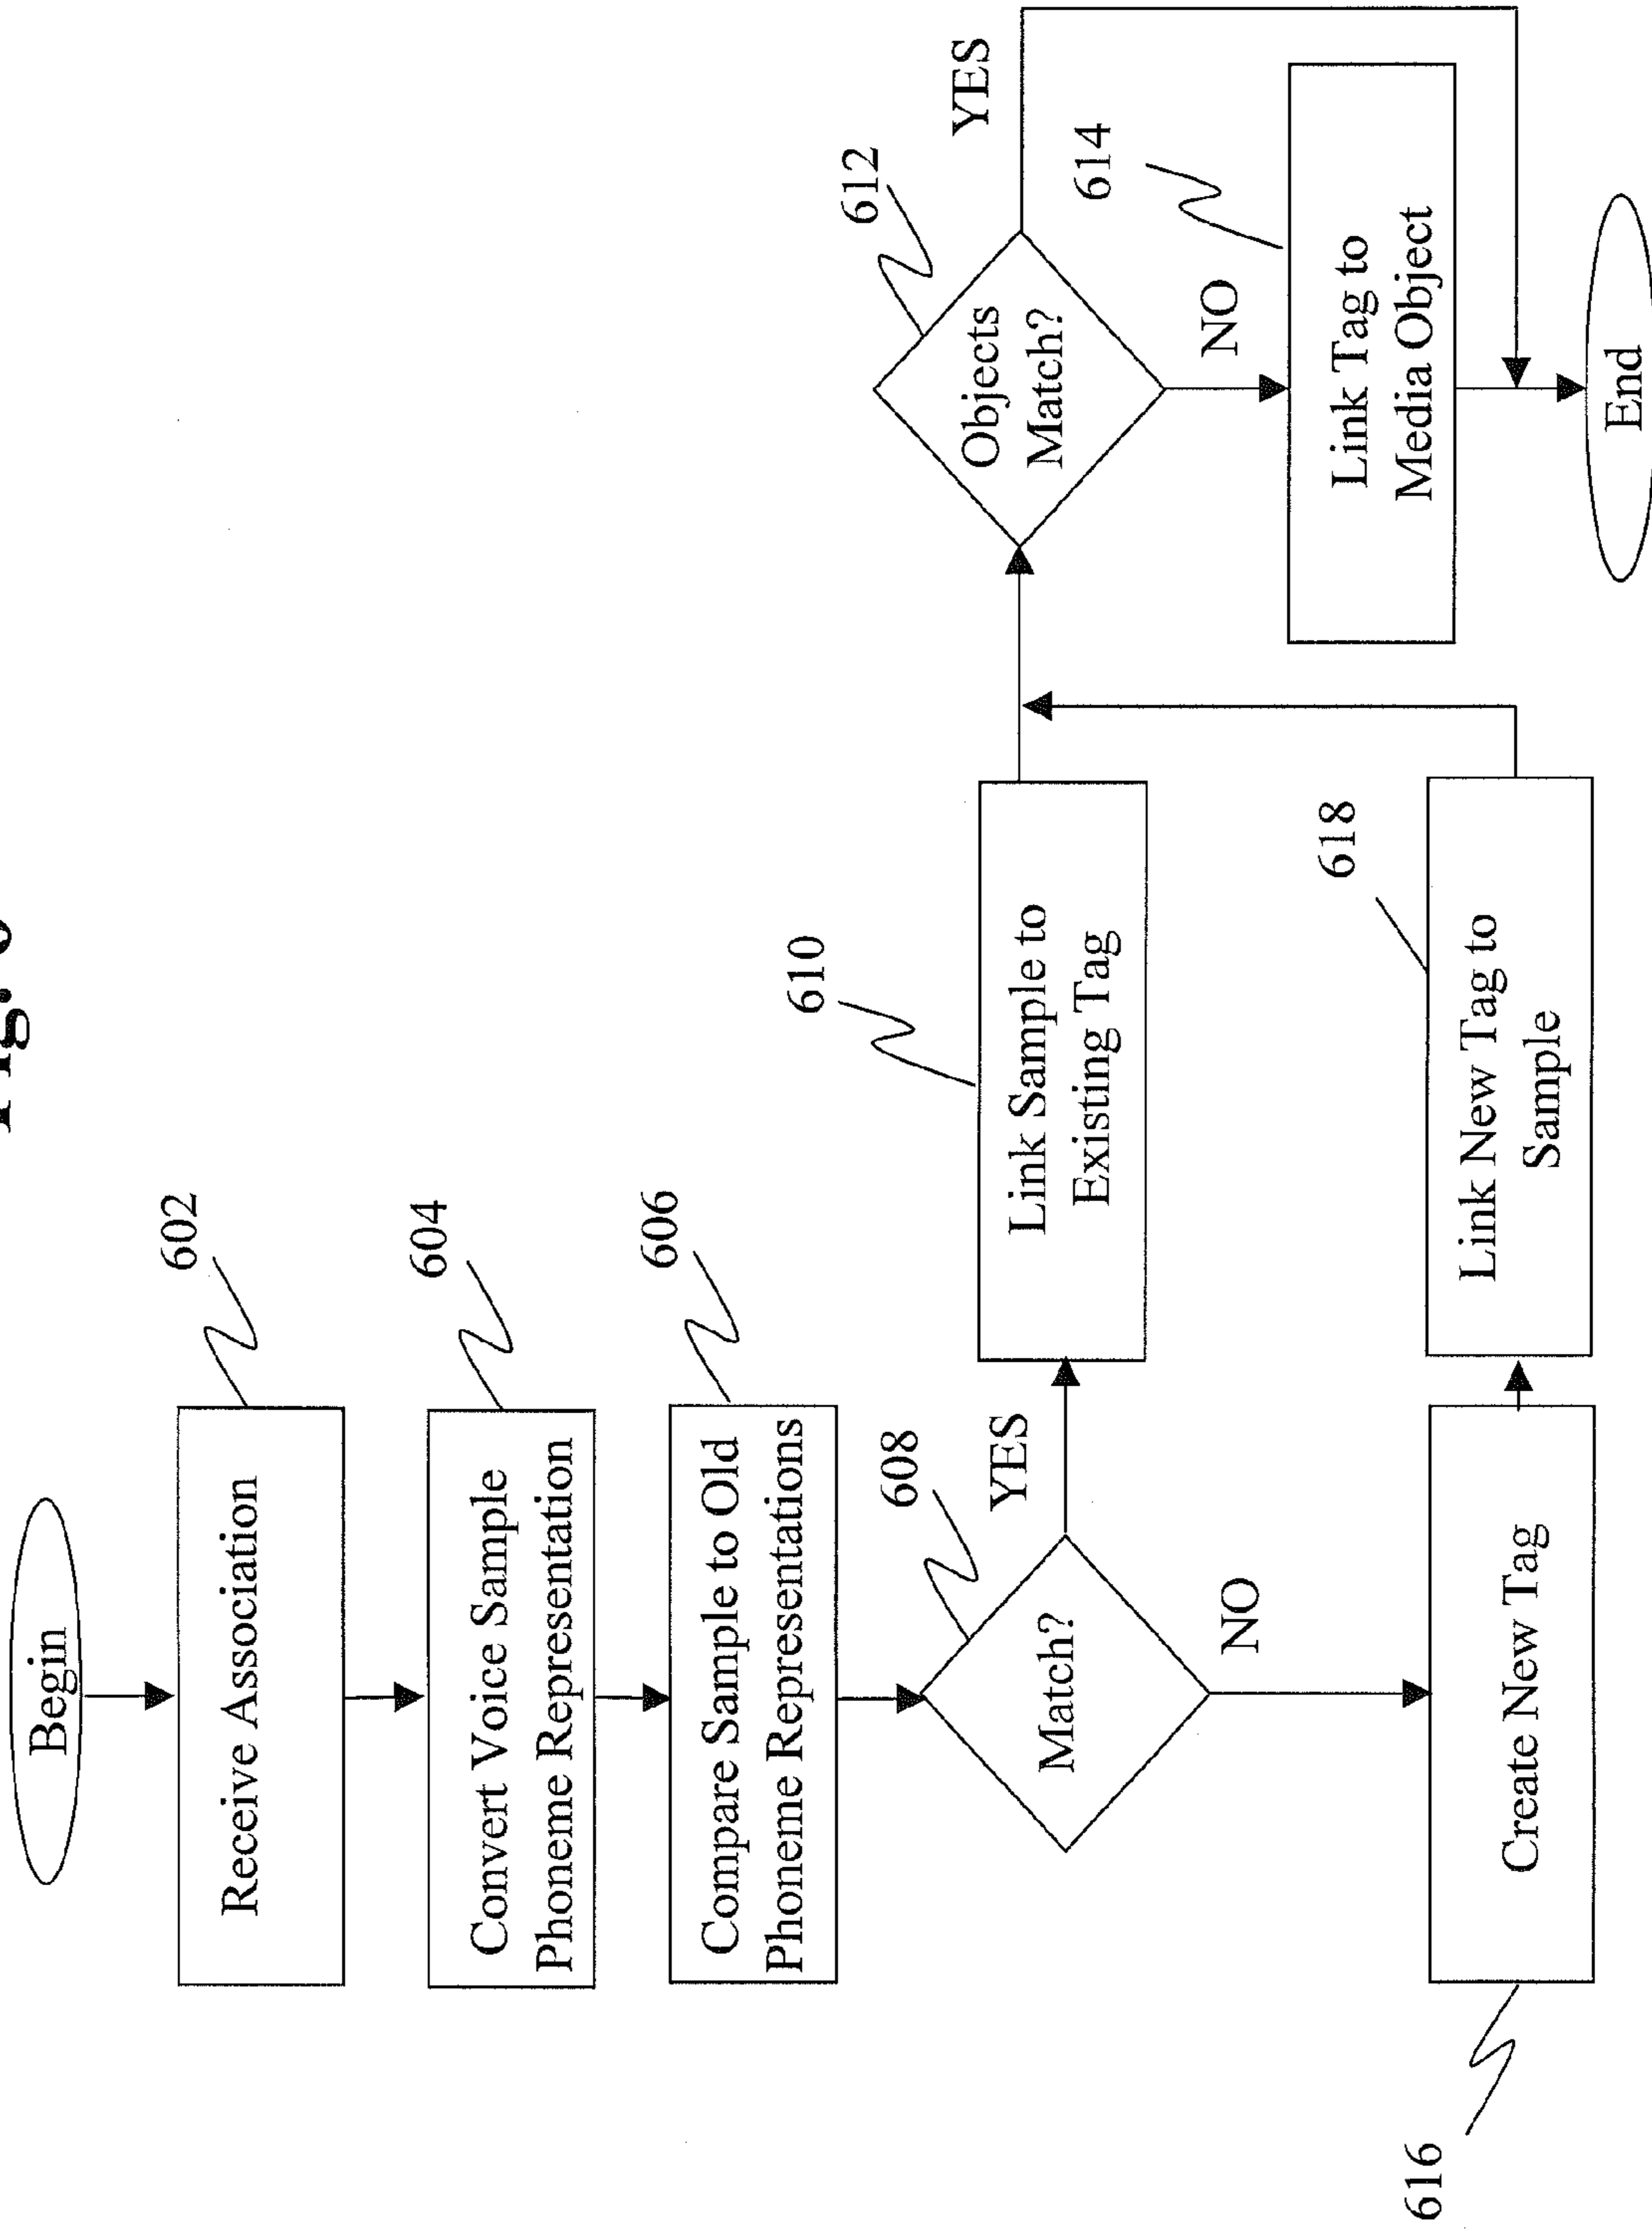 Begin
602
Receive Association
604
Convert Voice Sample
Phoneme Representation
606
Compare Sample to Old
Phoneme Representations
608
Match?
YES
NO
610
Link Sample to
Existing Tag
616
Create New Tag
618
Link New Tag to
Sample
612
Objects
Match?
YES
NO
614
Link Tag to
Media Object
End